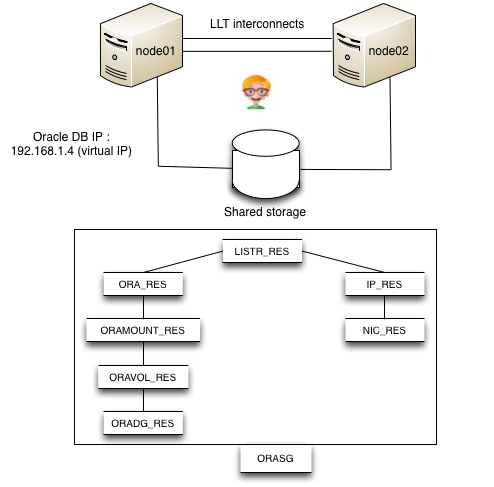 LLT interconnects
node01
node02
Oracle DB IP :
192.168.1.4 (virtual IP)
Shared storage
LISTR_RES
ORA_RES
IP_RES
ORAMOUNT_RES
NIC_RES
ORAVOL_RES
ORADG_RES
ORASG